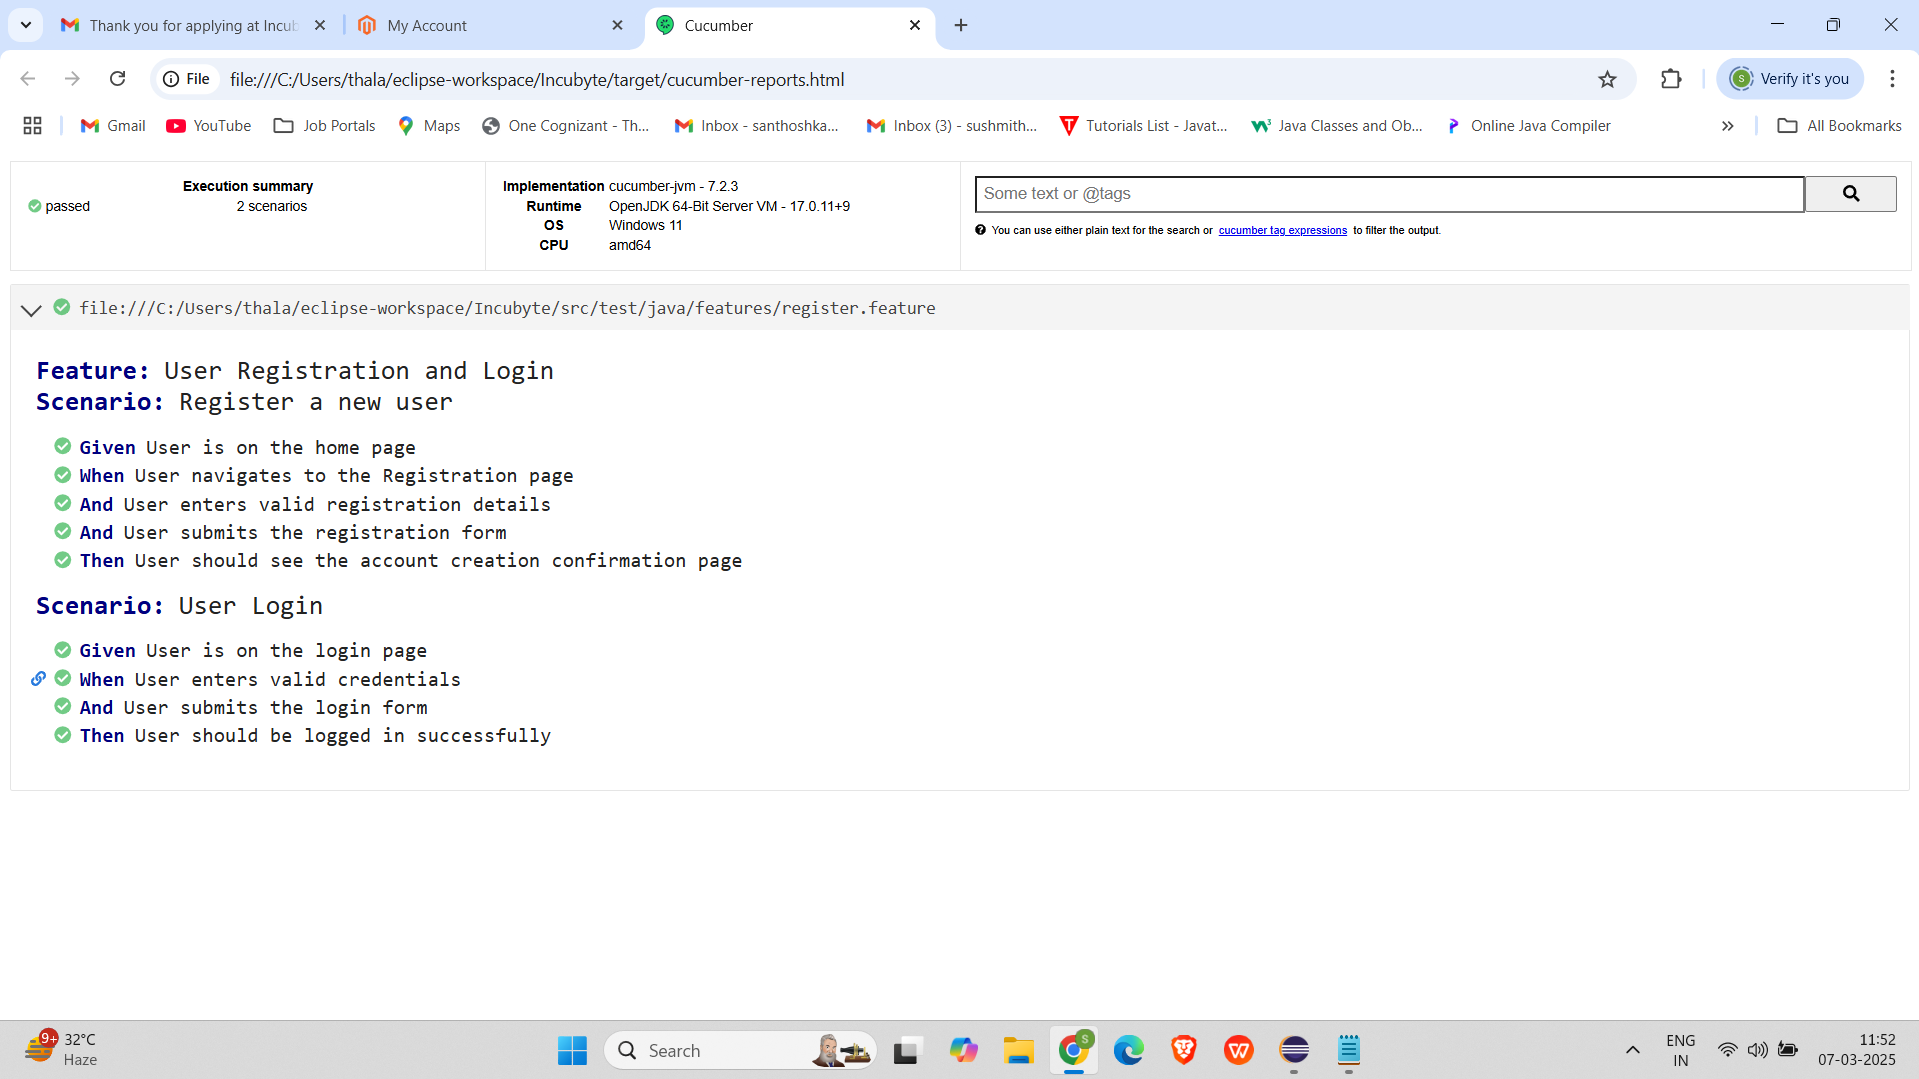 Thank you for applying at Incub
My Account
Cucumber
File
file:///C:/Users/thala/eclipse-workspace/Incubyte/target/cucumber-reports.html
S
Verify it's you
Gmail
YouTube
Job Portals
Maps
One Cognizant - Th...
Inbox - santhoshka...
Inbox (3) - sushmith...
Tutorials List - Javat...
Java Classes and Ob...
Online Java Compiler
All Bookmarks
Execution summary
passed
2 scenarios
Implementation cucumber-jvm - 7.2.3
Runtime OpenJDK 64-Bit Server VM - 17.0.11+9
OS Windows 11
CPU amd64
Some text or @tags
You can use either plain text for the search or cucumber tag expressions to filter the output.
file:///C:/Users/thala/eclipse-workspace/Incubyte/src/test/java/features/register.feature
Feature: User Registration and Login
Scenario: Register a new user
Given User is on the home page
When User navigates to the Registration page
And User enters valid registration details
And User submits the registration form
Then User should see the account creation confirmation page
Scenario: User Login
Given User is on the login page
When User enters valid credentials
And User submits the login form
Then User should be logged in successfully
9+
32°C
Haze
Search
S
ENG
IN
11:52
07-03-2025